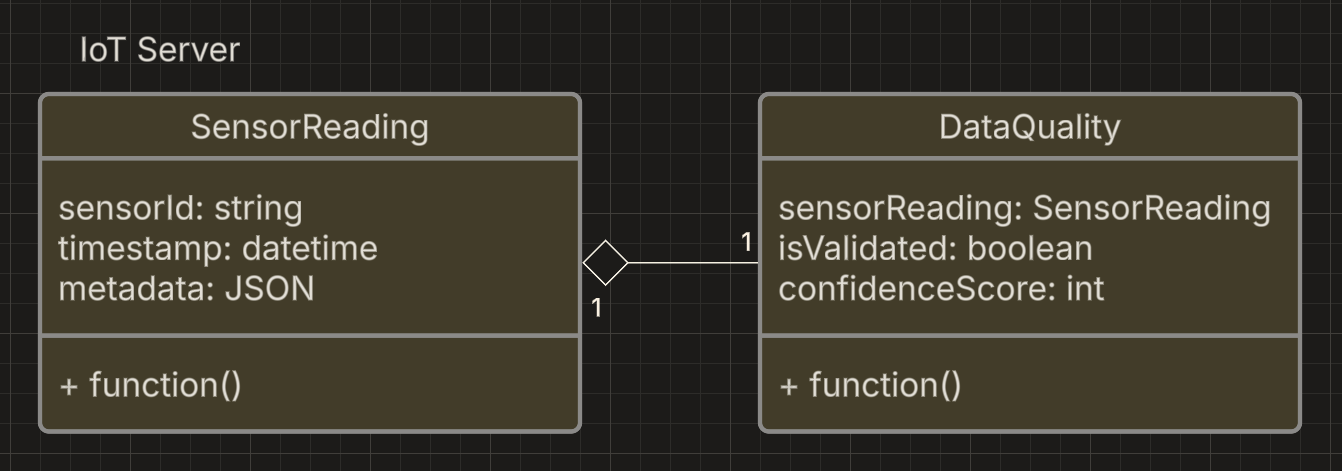 IoT Server
SensorReading
sensorId: string
timestamp: datetime
metadata: JSON
+ function()
1
1
DataQuality
sensorReading: SensorReading
isValidated: boolean
confidenceScore: int
+ function()